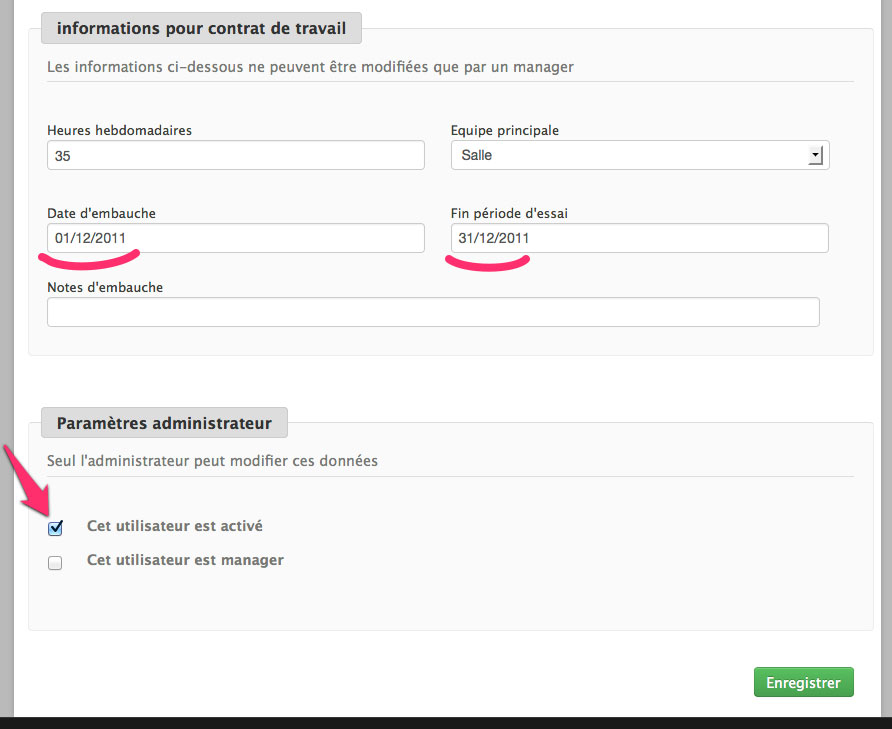 informations pour contrat de travail
Les informations ci-dessous ne peuvent être modifiées que par un manager
Heures hebdomadaires
35
Equipe principale
Salle
Date d'embauche
01/12/2011
Fin période d'essai
31/12/2011
Notes d'embauche
Paramètres administrateur
Seul l'administrateur peut modifier ces données
Cet utilisateur est activé
Cet utilisateur est manager
Enregistrer